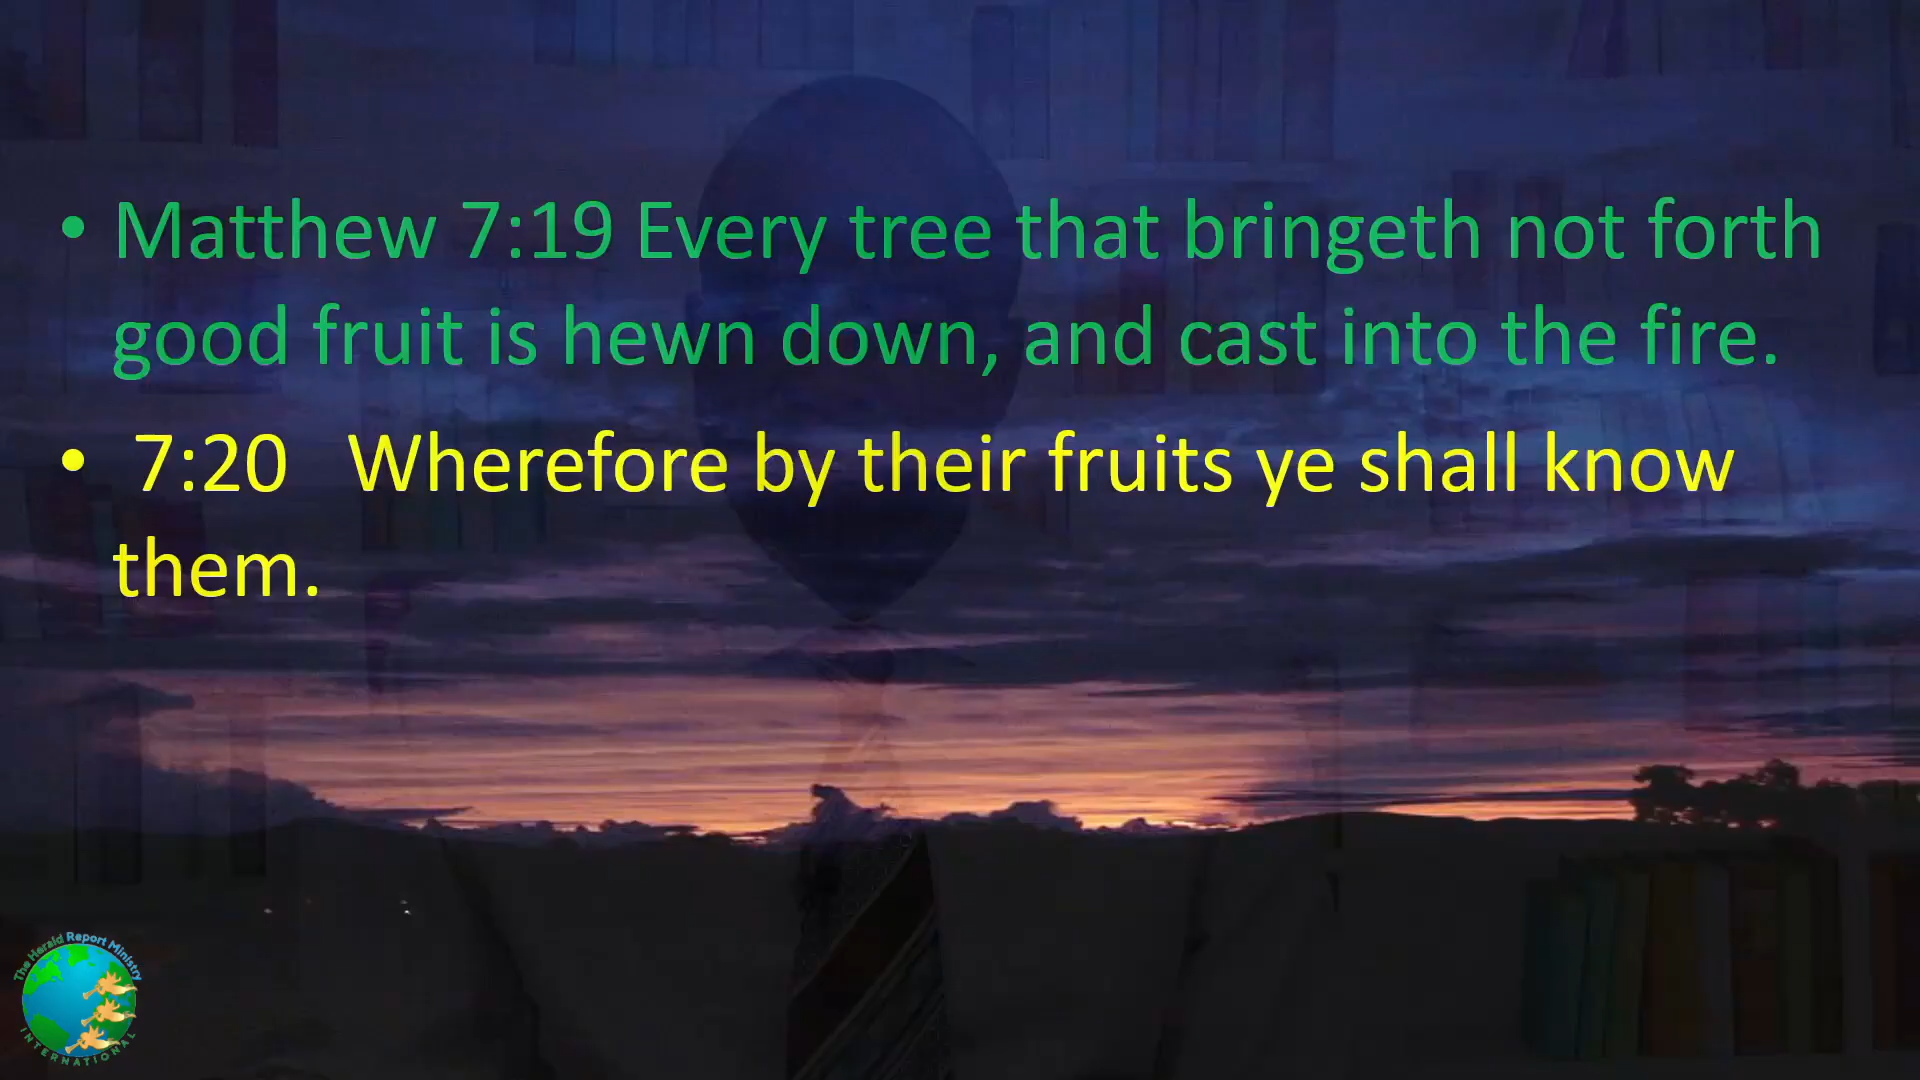 • Matthew 7:19 Every tree that bringeth not forth
good fruit is hewn down, and cast into the fire.
• 7:20 Wherefore by their fruits ye shall know
them.
The Herald Report Ministry
INTERNATIONAL